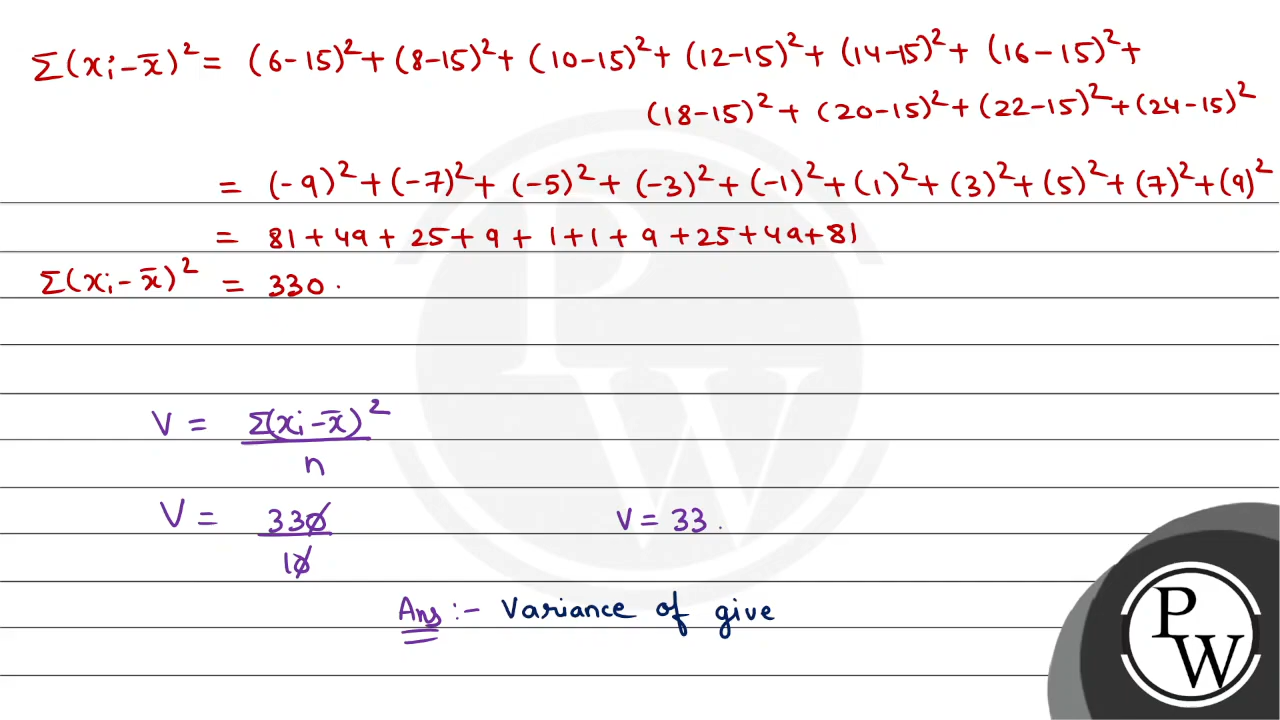 Σ(xi-x̄)² = (6-15)² + (8-15)² + (10-15)² + (12-15)² + (14-15)² + (16-15)² +
(18-15)² + (20-15)² + (22-15)² + (24-15)²
= (-9)² + (-7)² + (-5)² + (-3)² + (-1)² + (1)² + (3)² + (5)² + (7)² + (9)²
= 81 + 49 + 25 + 9 + 1 + 1 + 9 + 25 + 49 + 81
Σ(xi-x̄)² = 330.
V = Σ(xi-x̄)²
n
V = 330
10
V = 33.
Ans :- Variance of give
P
W
P
W